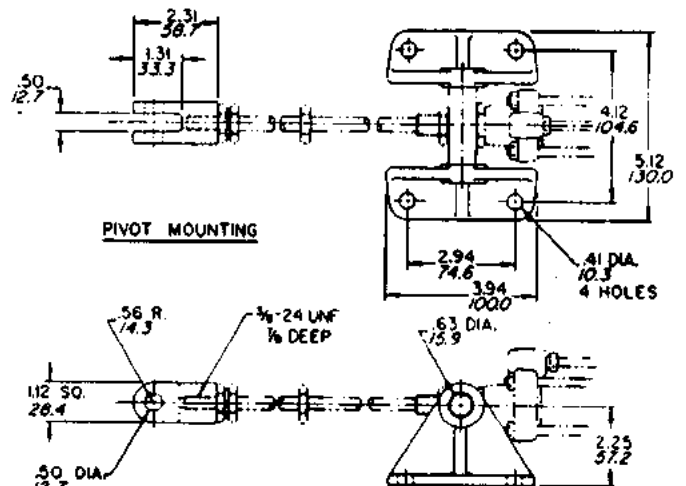 2.31
58.7
1.31
33.3
.50
12.7
4.12
104.6
5.12
130.0
PIVOT MOUNTING
2.94
74.6
3.94
100.0
.41 DIA.
10.3
4 HOLES
.56 R.
14.3
3/8-24 UNF
7/8 DEEP
.63 DIA.
15.9
1.12 SQ.
28.4
2.25
57.2
.50 DIA.
12.7